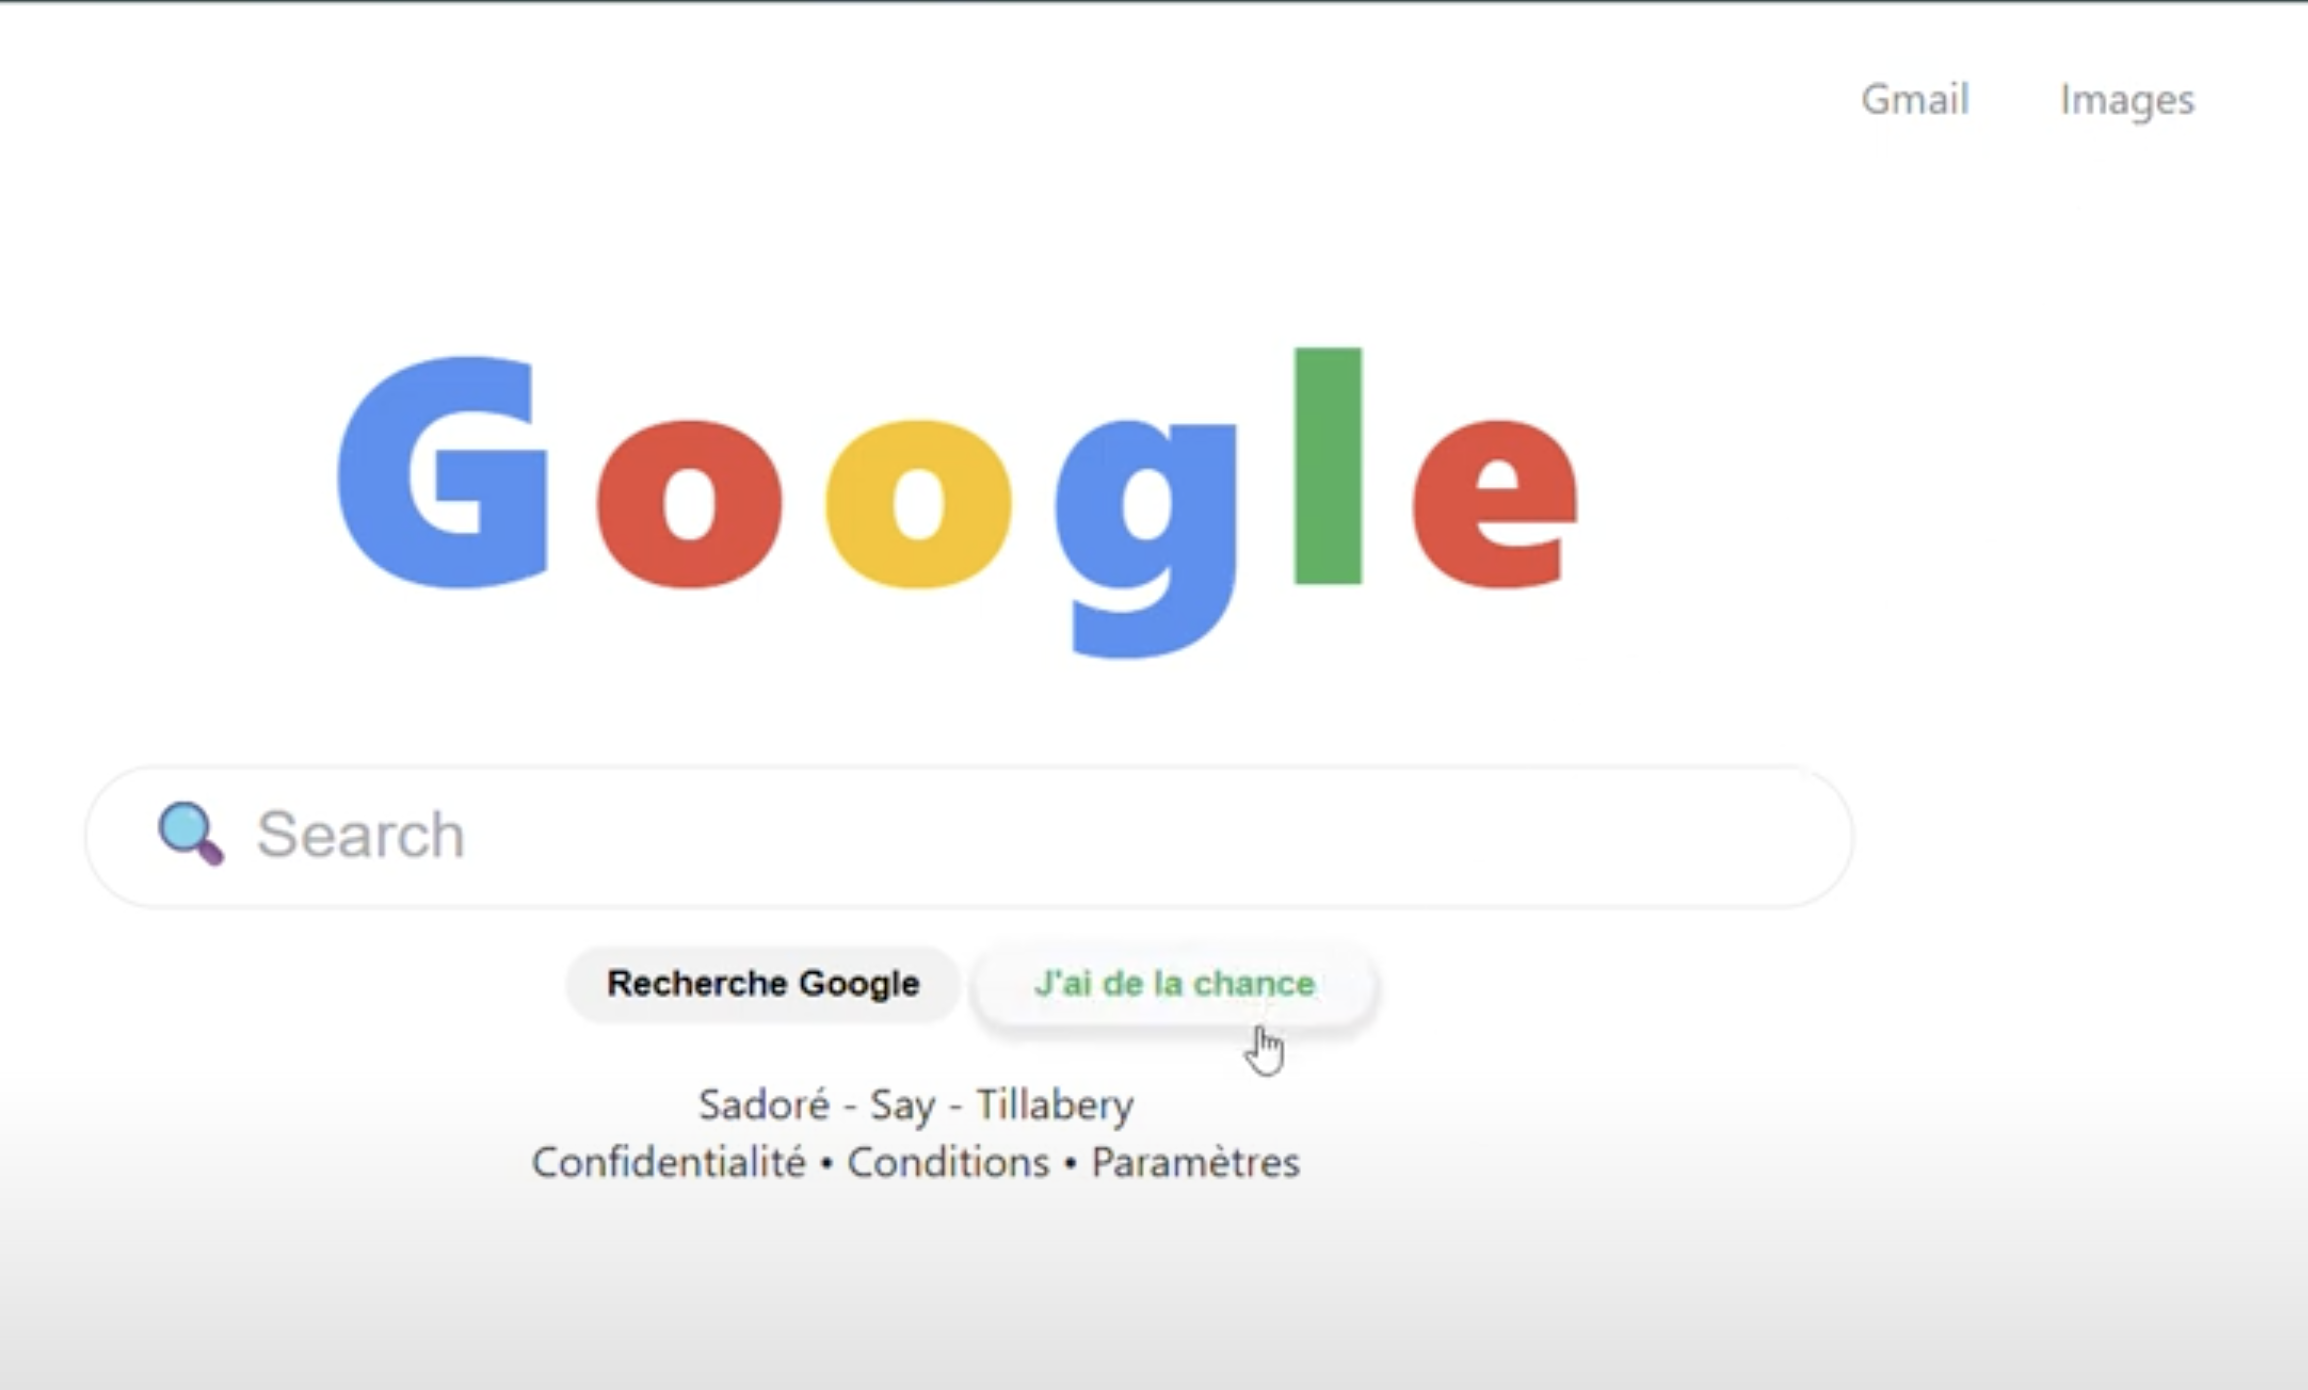 Gmail Images
Google
Search
Recherche Google J'ai de la chance
Sadoré - Say - Tillabery
Confidentialité • Conditions • Paramètres